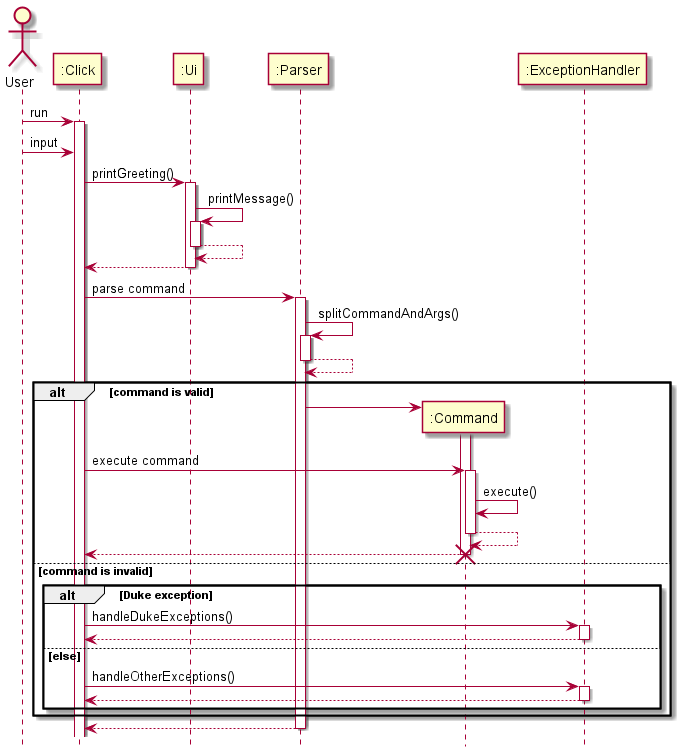 User
:Click
:Ui
:Parser
:ExceptionHandler
run
input
printGreeting()
printMessage()
parse command
splitCommandAndArgs()
alt
[command is valid]
:Command
execute command
execute()
[command is invalid]
alt
[Duke exception]
handleDukeExceptions()
[else]
handleOtherExceptions()